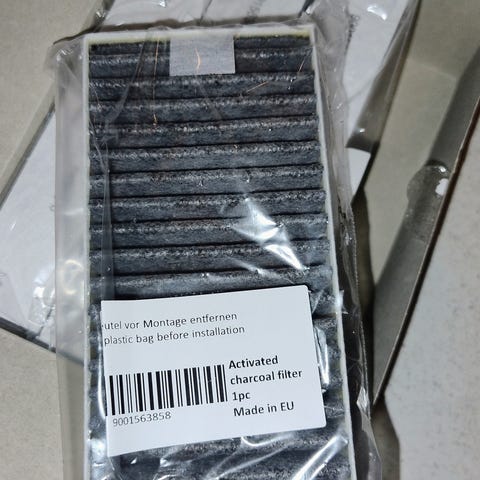 eutel vor Montage entfernen
plastic bag before installation
Activated
charcoal filter
1pc
Made in EU
9001563858